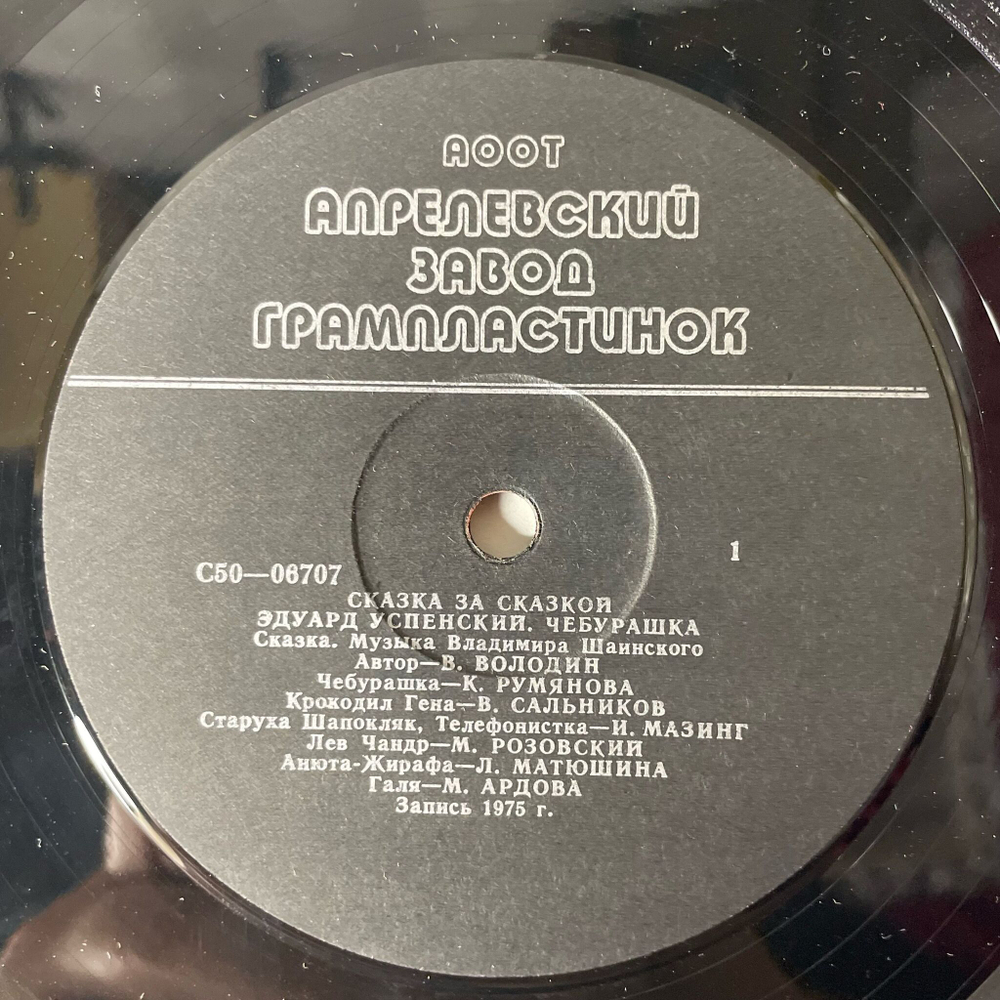 АООТ
АПРЕЛЕВСКИЙ
ЗАВОД
ГРАМПЛАСТИНОК
1
С50—06707
СКАЗКА ЗА СКАЗКОЙ
ЭДУАРД УСПЕНСКИЙ. ЧЕБУРАШКА
Сказка. Музыка Владимира Шаинского
Автор—В. ВОЛОДИН
Чебурашка—К. РУМЯНОВА
Крокодил Гена—В. САЛЬНИКОВ
Старуха Шапокляк, Телефонистка—И. МАЗИНГ
Лев Чандр—М. РОЗОВСКИЙ
Анюта-Жирафа—Л. МАТЮШИНА
Галя—М. АРДОВА
Запись 1975 г.